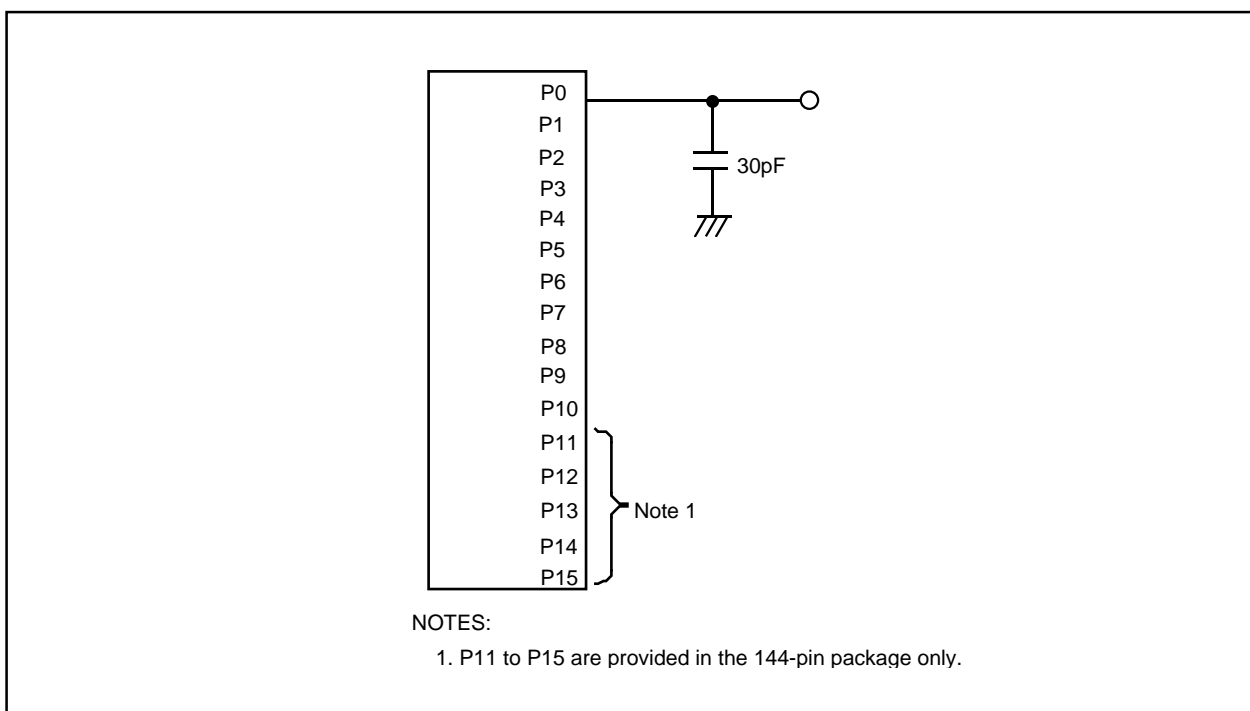 P0
P1
P2
P3
P4
P5
P6
P7
P8
P9
P10
P11
P12
P13
P14
P15
30pF
Note 1
NOTES:
1. P11 to P15 are provided in the 144-pin package only.